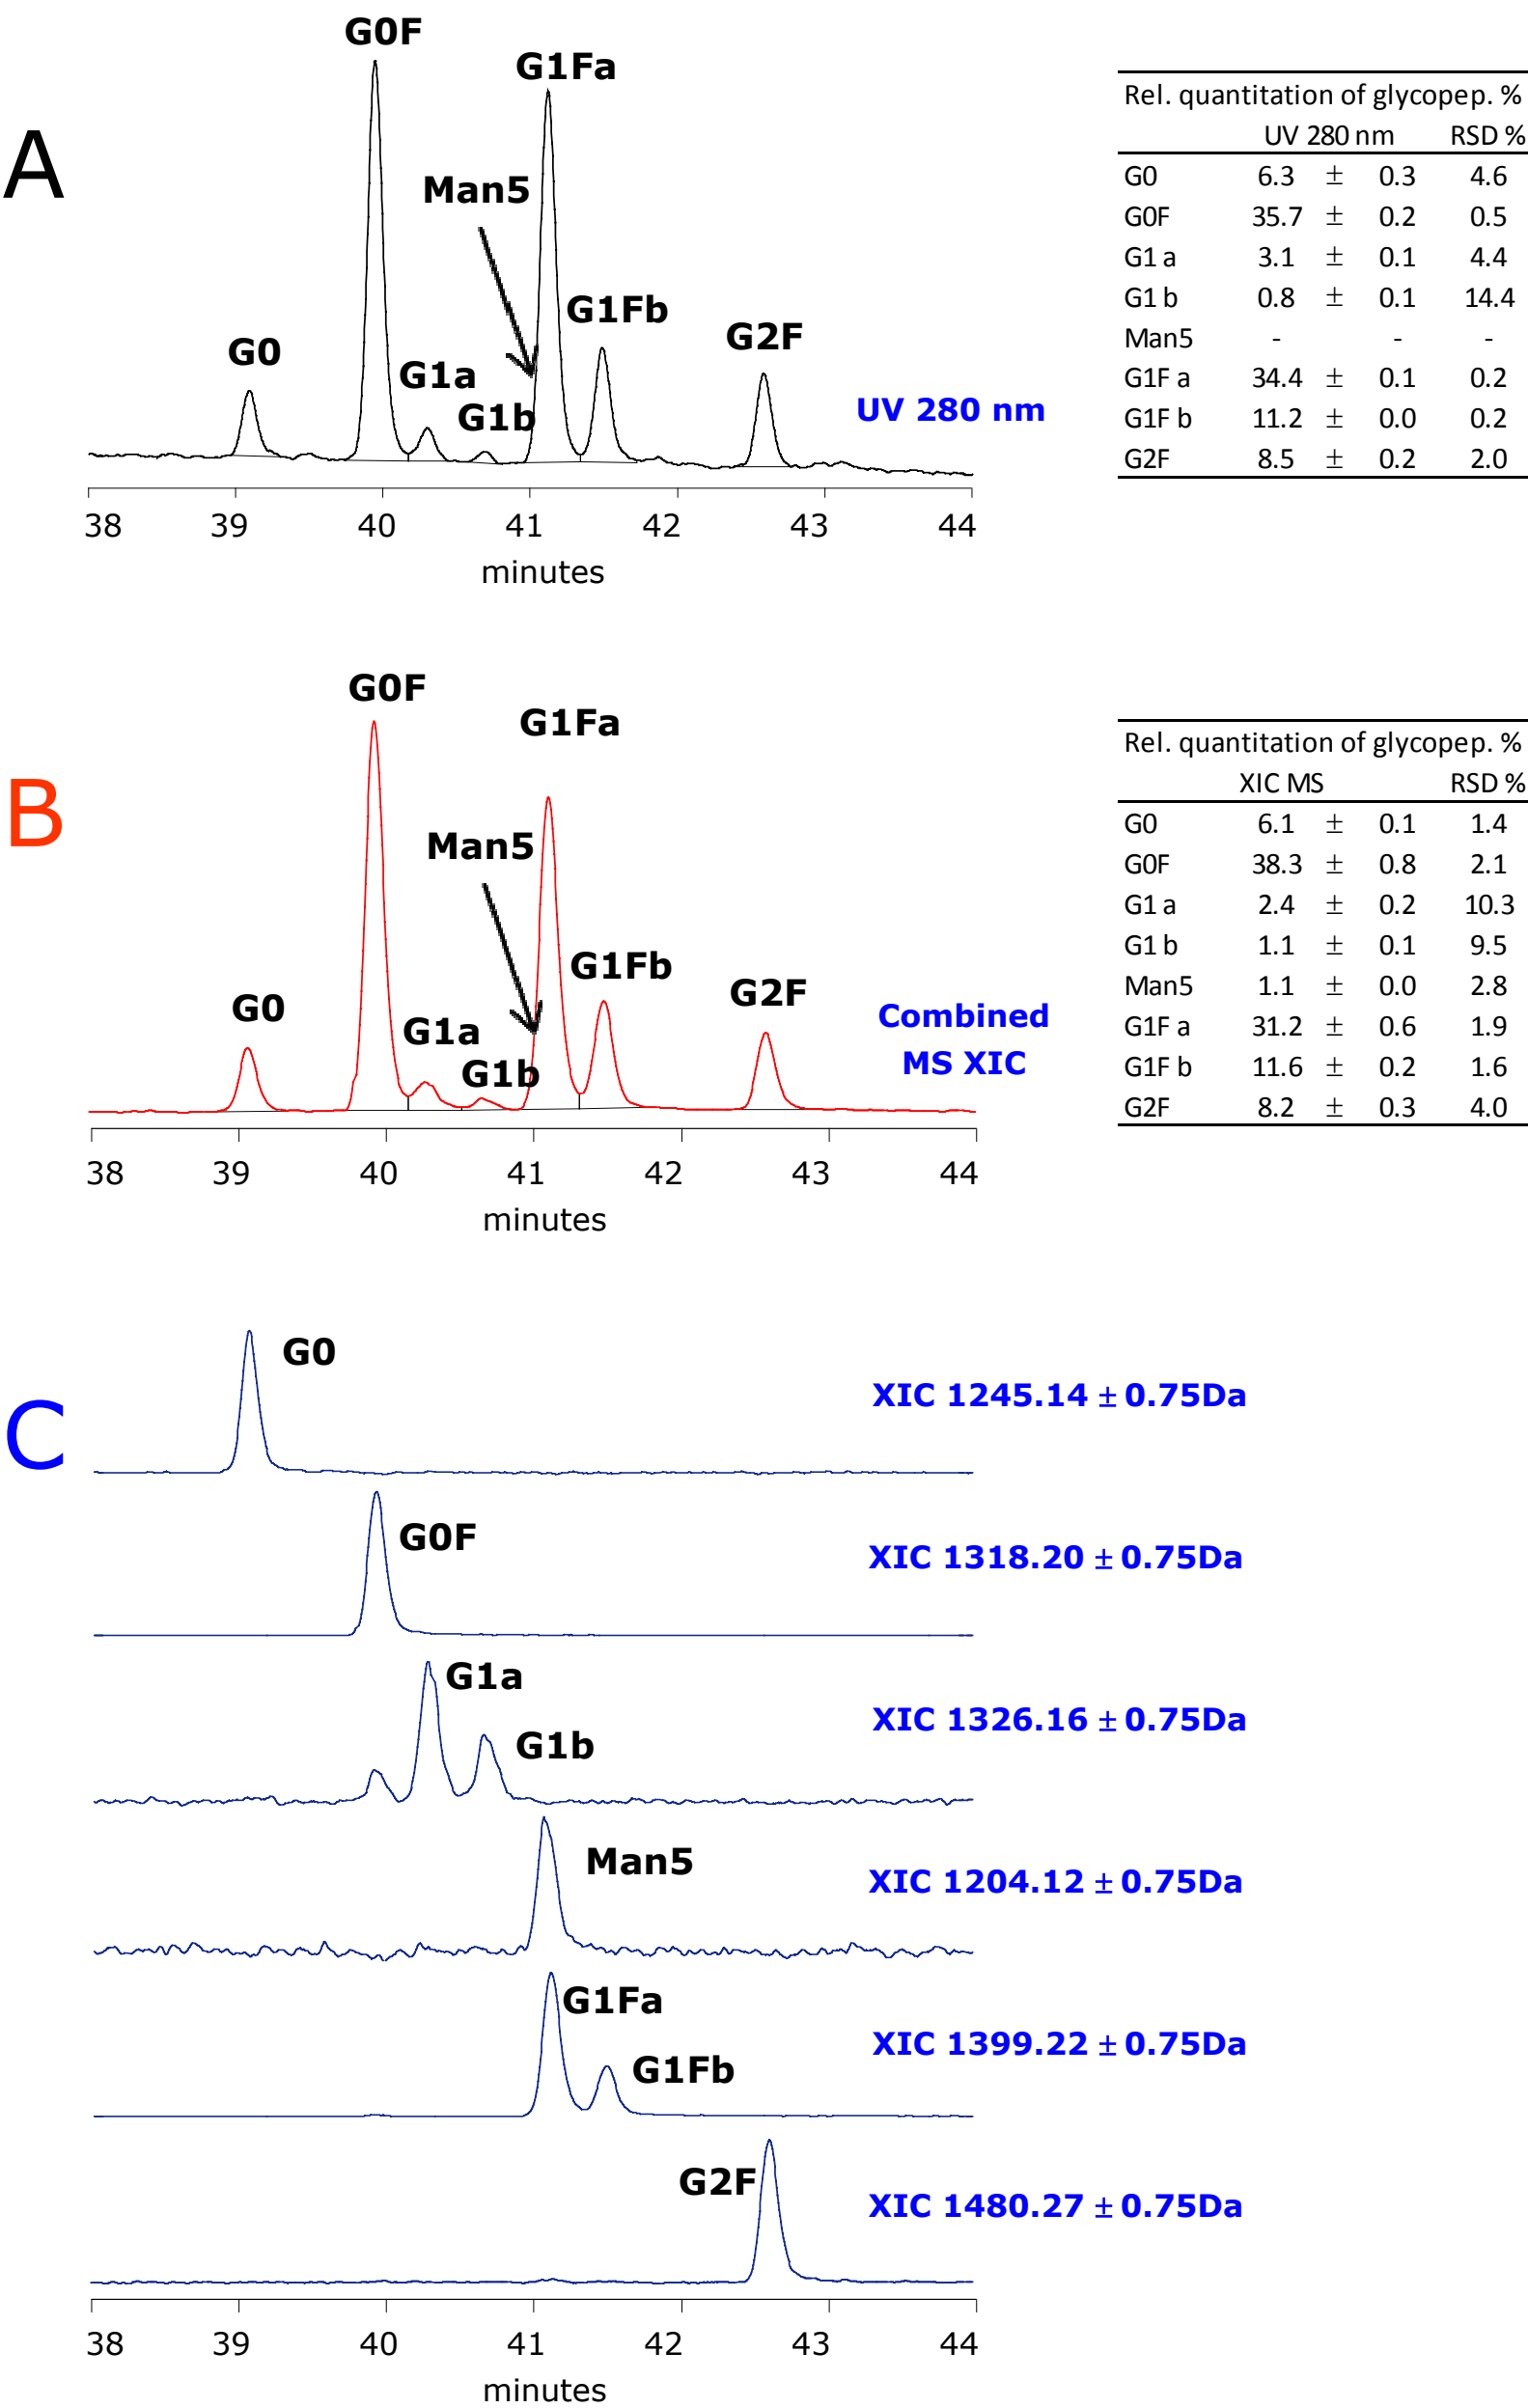 A
G0F
G1Fa
Man5
G1Fb
G2F
G0
G1a
G1b
UV 280 nm
38 39 40 41 42 43 44
minutes
Rel. quantitation of glycopep. %
UV 280 nm RSD %
G0 6.3 ± 0.3 4.6
G0F 35.7 ± 0.2 0.5
G1 a 3.1 ± 0.1 4.4
G1 b 0.8 ± 0.1 14.4
Man5 - - -
G1F a 34.4 ± 0.1 0.2
G1F b 11.2 ± 0.0 0.2
G2F 8.5 ± 0.2 2.0
B
G0F
G1Fa
Man5
G1Fb
G2F
G0
G1a
G1b
Combined
MS XIC
38 39 40 41 42 43 44
minutes
Rel. quantitation of glycopep. %
XIC MS RSD %
G0 6.1 ± 0.1 1.4
G0F 38.3 ± 0.8 2.1
G1 a 2.4 ± 0.2 10.3
G1 b 1.1 ± 0.1 9.5
Man5 1.1 ± 0.0 2.8
G1F a 31.2 ± 0.6 1.9
G1F b 11.6 ± 0.2 1.6
G2F 8.2 ± 0.3 4.0
C
G0
XIC 1245.14 ± 0.75Da
G0F
XIC 1318.20 ± 0.75Da
G1a
G1b
XIC 1326.16 ± 0.75Da
Man5
XIC 1204.12 ± 0.75Da
G1Fa
G1Fb
XIC 1399.22 ± 0.75Da
G2F
XIC 1480.27 ± 0.75Da
38 39 40 41 42 43 44
minutes